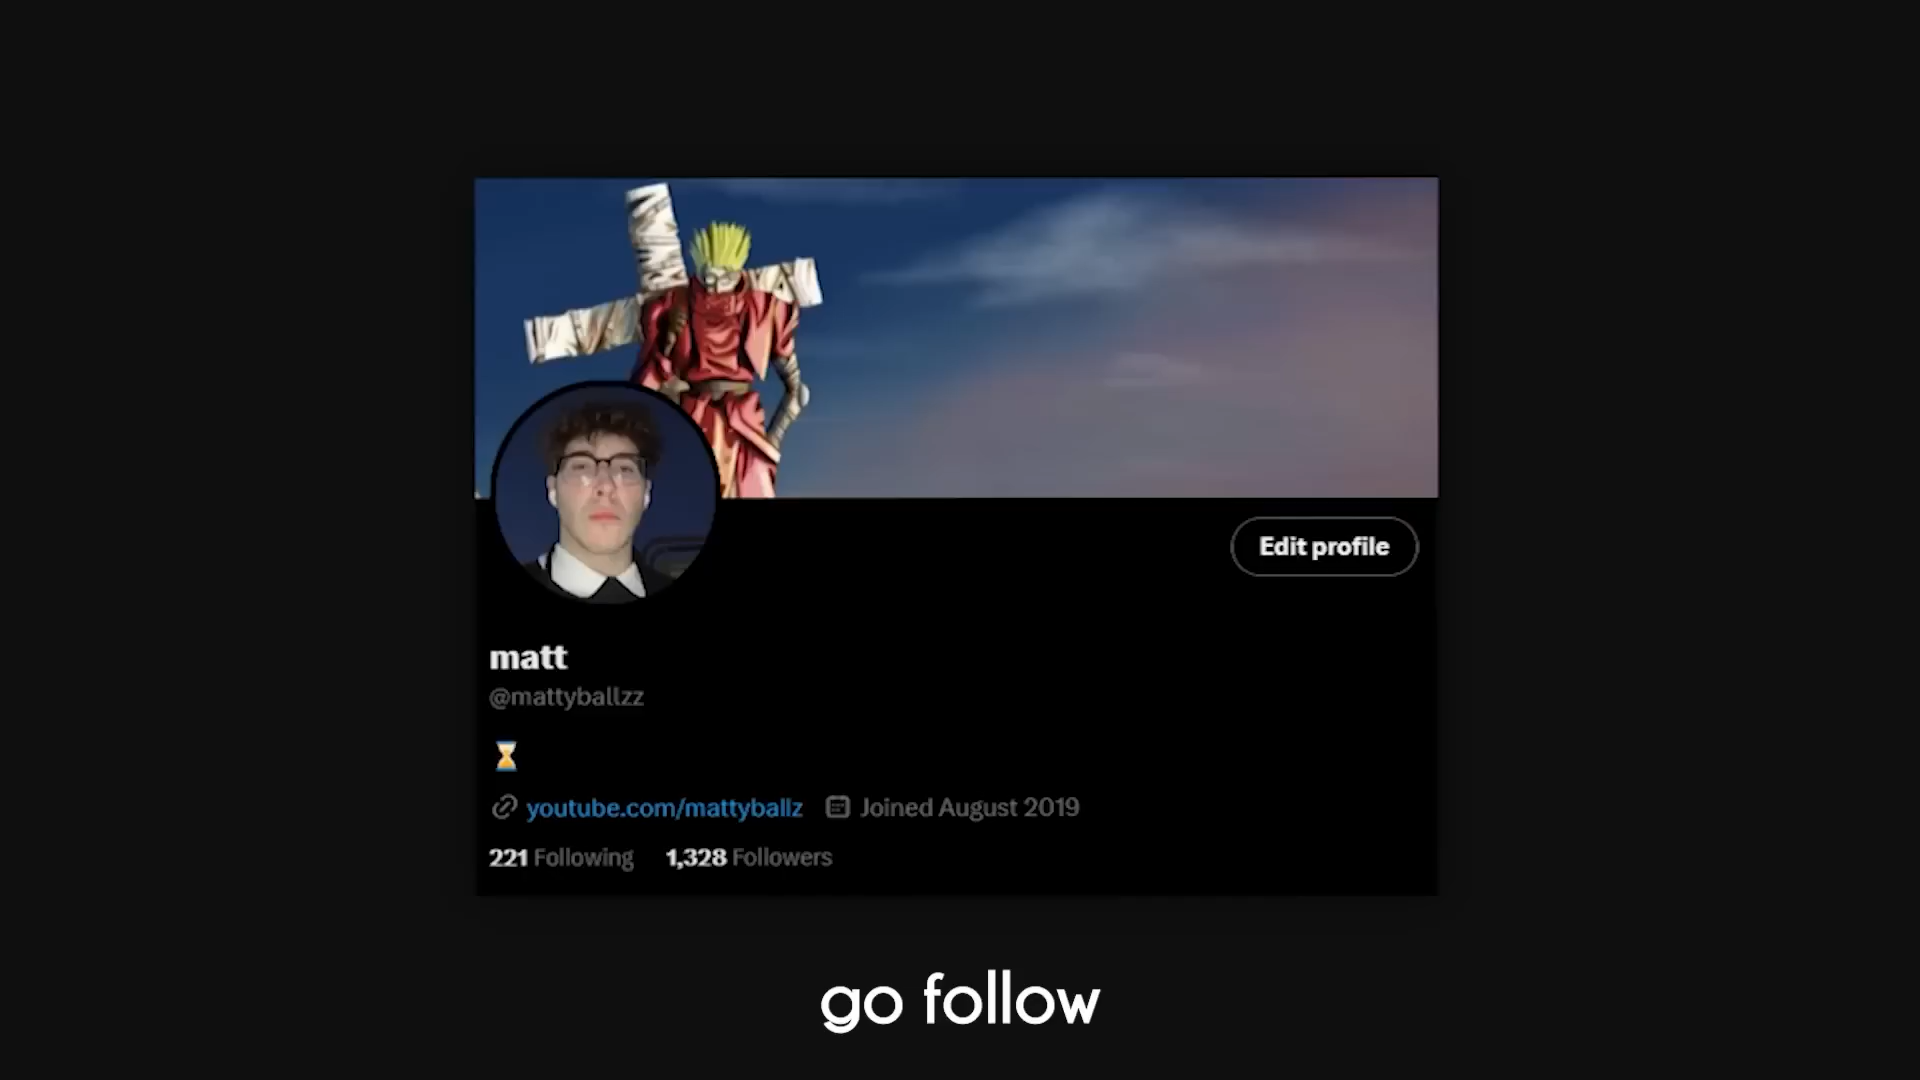 Edit profile
matt
@mattyballzz
⌛
youtube.com/mattyballz Joined August 2019
221 Following 1,328 Followers
go follow